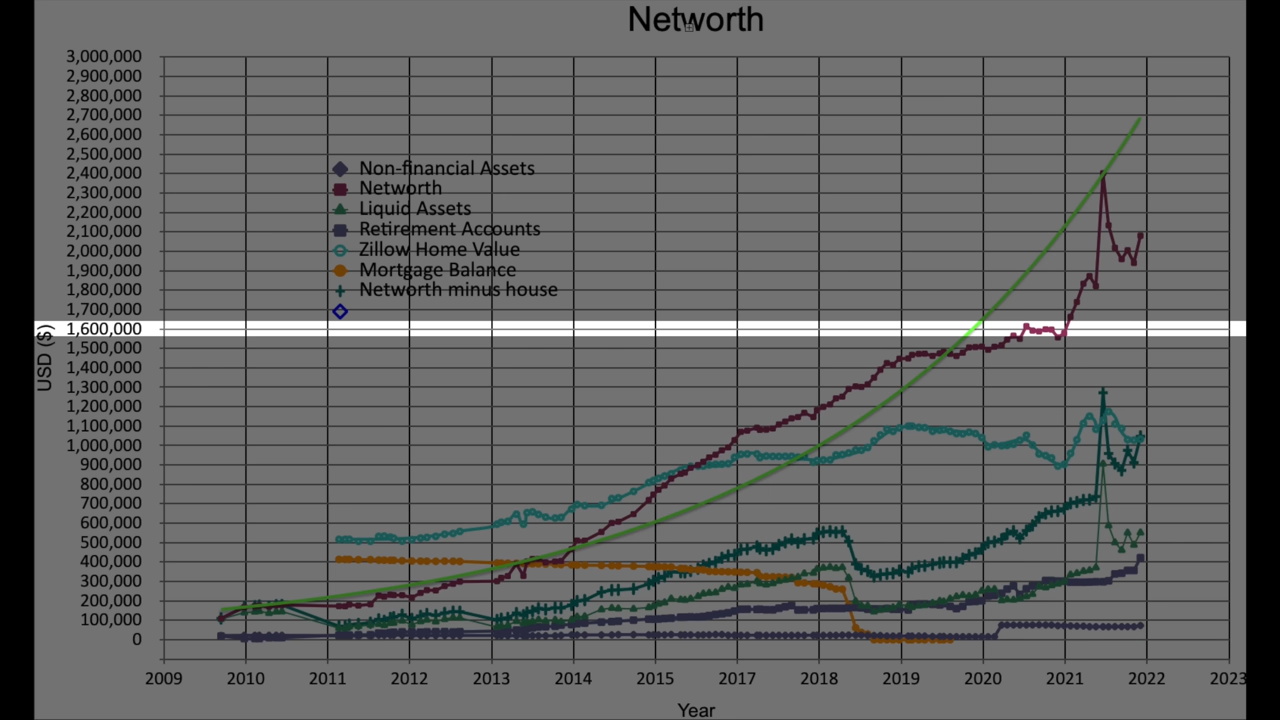 Networth
3,000,000
2,900,000
2,800,000
2,700,000
2,600,000
2,500,000
2,400,000
2,300,000
2,200,000
2,100,000
2,000,000
1,900,000
1,800,000
1,700,000
1,600,000
1,500,000
1,400,000
1,300,000
1,200,000
1,100,000
1,000,000
900,000
800,000
700,000
600,000
500,000
400,000
300,000
200,000
100,000
0
USD ($)
Non-financial Assets
Networth
Liquid Assets
Retirement Accounts
Zillow Home Value
Mortgage Balance
Networth minus house
2009 2010 2011 2012 2013 2014 2015 2016 2017 2018 2019 2020 2021 2022 2023
Year